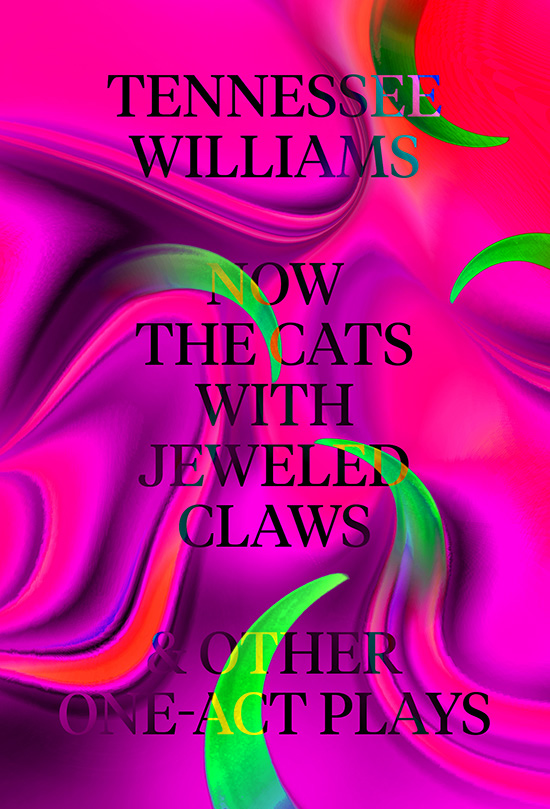 TENNESSEE
WILLIAMS
NOW
THE CATS
WITH
JEWELED
CLAWS
& OTHER
ONE-ACT PLAYS